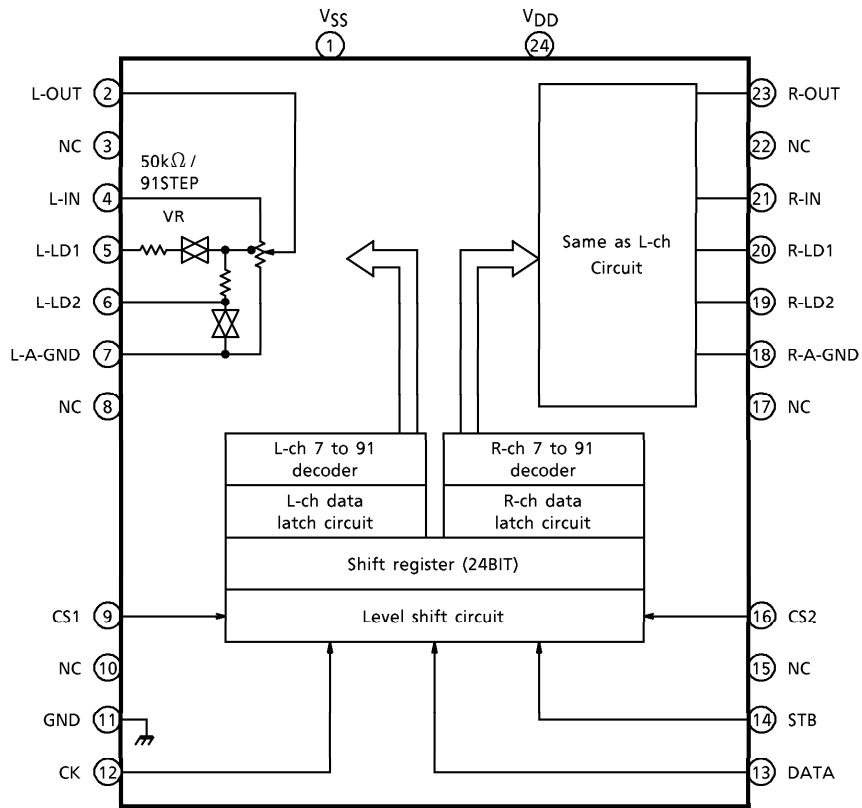 VSS
VDD
1
24
L-OUT 2
23 R-OUT
NC 3
22 NC
50kΩ /
91STEP
L-IN 4
21 R-IN
VR
L-LD1 5
20 R-LD1
Same as L-ch
Circuit
L-LD2 6
19 R-LD2
L-A-GND 7
18 R-A-GND
NC 8
17 NC
L-ch 7 to 91
decoder
R-ch 7 to 91
decoder
L-ch data
latch circuit
R-ch data
latch circuit
Shift register (24BIT)
Level shift circuit
CS1 9
16 CS2
NC 10
15 NC
GND 11
14 STB
CK 12
13 DATA